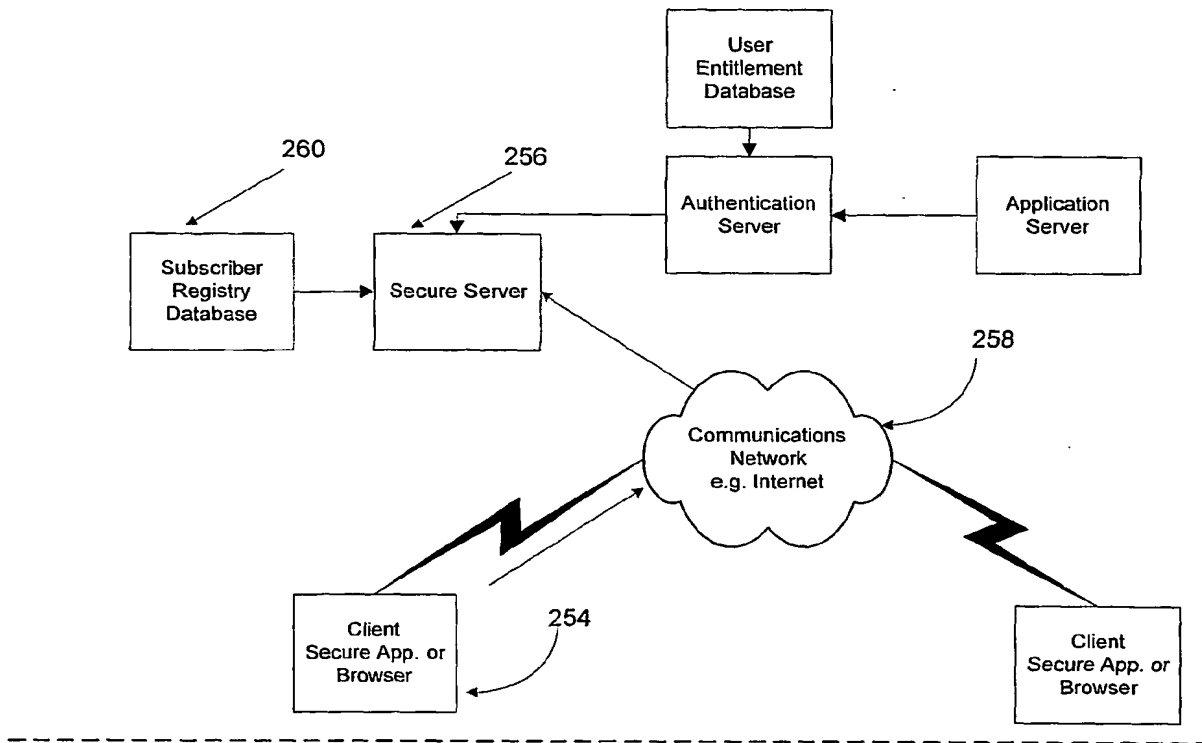 User
Entitlement
Database
260
256
Authentication
Server
Application
Server
Subscriber
Registry
Database
Secure Server
258
Communications
Network
e.g. Internet
254
Client
Secure App. or
Browser
Client
Secure App. or
Browser